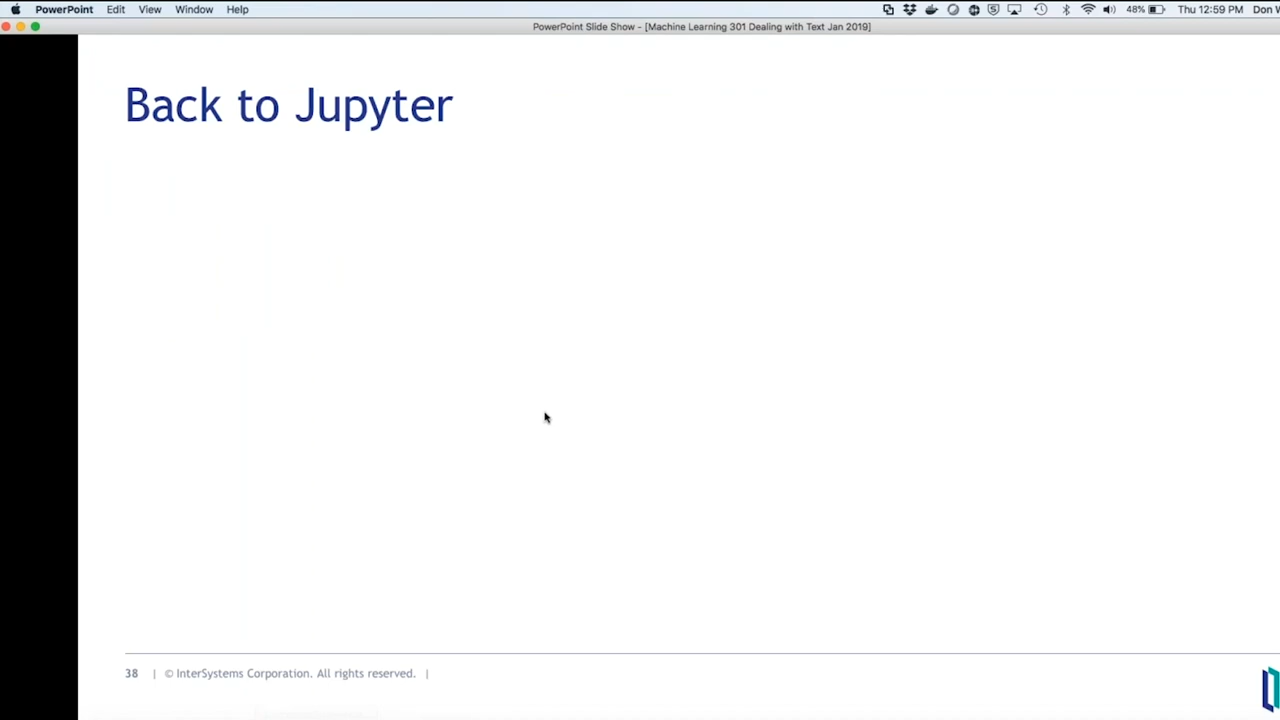 PowerPoint Edit View Window Help 48% Thu 12:59 PM Don
PowerPoint Slide Show - [Machine Learning 301 Dealing with Text Jan 2019]
Back to Jupyter
38 | © InterSystems Corporation. All rights reserved. |